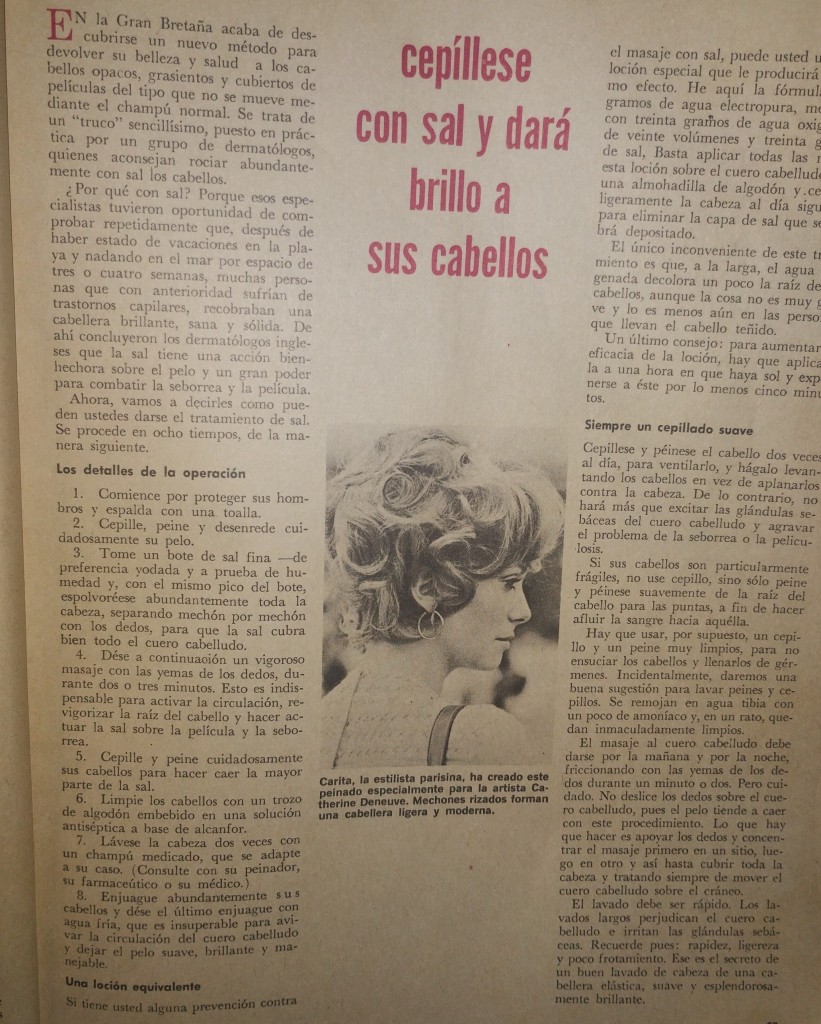 cepíllese
con sal y dará
brillo a
sus cabellos
EN la Gran Bretaña acaba de des-
cubrirse un nuevo método para
devolver su belleza y salud a los ca-
bellos opacos, grasientos y cubiertos de
películas del tipo que no se mueve me-
diante el champú normal. Se trata de
un "truco" sencillísimo, puesto en prác-
tica por un grupo de dermatólogos,
quienes aconsejan rociar abundante-
mente con sal los cabellos.
¿Por qué con sal? Porque esos espe-
cialistas tuvieron oportunidad de com-
probar repetidamente que, después de
haber estado de vacaciones en la pla-
ya y nadando en el mar por espacio de
tres o cuatro semanas, muchas perso-
nas que con anterioridad sufrían de
trastornos capilares, recobraban una
cabellera brillante, sana y sólida. De
ahí concluyeron los dermatólogos ingle-
ses que la sal tiene una acción bien-
hechora sobre el pelo y un gran poder
para combatir la seborrea y la película.
Ahora, vamos a decirles como pue-
den ustedes darse el tratamiento de sal.
Se procede en ocho tiempos, de la ma-
nera siguiente.
Los detalles de la operación
1. Comience por proteger sus hom-
bros y espalda con una toalla.
2. Cepille, peine y desenrede cui-
dadosamente su pelo.
3. Tome un bote de sal fina —de
preferencia yodada y a prueba de hu-
medad y, con el mismo pico del bote,
espolvoréese abundantemente toda la
cabeza, separando mechón por mechón
con los dedos, para que la sal cubra
bien todo el cuero cabelludo.
4. Dése a continuación un vigoroso
masaje con las yemas de los dedos, du-
rante dos o tres minutos. Esto es indis-
pensable para activar la circulación, re-
vigorizar la raíz del cabello y hacer ac-
tuar la sal sobre la película y la sebo-
rrea.
5. Cepille y peine cuidadosamente
sus cabellos para hacer caer la mayor
parte de la sal.
6. Limpie los cabellos con un trozo
de algodón embebido en una solución
antiséptica a base de alcanfor.
7. Lávese la cabeza dos veces con
un champú medicado, que se adapte
a su caso. (Consulte con su peinador,
su farmaceútico o su médico.)
8. Enjuague abundantemente sus
cabellos y dése el último enjuague con
agua fría, que es insuperable para avi-
var la circulación del cuero cabelludo
y dejar el pelo suave, brillante y ma-
nejable.
Una loción equivalente
Si tiene usted alguna prevención contra
Carita, la estilista parisina, ha creado este
peinado especialmente para la artista Ca-
therine Deneuve. Mechones rizados forman
una cabellera ligera y moderna.
el masaje con sal, puede usted
loción especial que le producirá
mo efecto. He aquí la fórmula
gramos de agua electropura,
con treinta gramos de agua
de veinte volúmenes y treinta
de sal, Basta aplicar todas las
esta loción sobre el cuero cabelludo
una almohadilla de algodón y
ligeramente la cabeza al día
para eliminar la capa de sal que
brá depositado.
El único inconveniente de este
miento es que, a la larga, el agua
genada decolora un poco la raíz de
cabellos, aunque la cosa no es muy
ve y lo es menos aún en las
que llevan el cabello teñido.
Un último consejo: para aumentar
eficacia de la loción, hay que
la a una hora en que haya sol y
nerse a éste por lo menos cinco
tos.
Siempre un cepillado suave
Cepíllese y péinese el cabello dos veces
al día, para ventilarlo, y hágalo levan-
tando los cabellos en vez de aplanarlos
contra la cabeza. De lo contrario, no
hará más que excitar las glándulas se-
báceas del cuero cabelludo y agravar
el problema de la seborrea o la pelicu-
losis.
Si sus cabellos son particularmente
frágiles, no use cepillo, sino sólo peine
y péinese suavemente de la raíz del
cabello para las puntas, a fin de hacer
afluir la sangre hacia aquélla.
Hay que usar, por supuesto, un cepi-
llo y un peine muy limpios, para no
ensuciar los cabellos y llenarlos de gér-
menes. Incidentalmente, daremos una
buena sugestión para lavar peines y ce-
pillos. Se remojan en agua tibia con
un poco de amoníaco y, en un rato, que-
dan inmaculadamente limpios.
El masaje al cuero cabelludo debe
darse por la mañana y por la noche,
friccionando con las yemas de los de-
dos durante un minuto o dos. Pero cui-
dado. No deslice los dedos sobre el cue-
ro cabelludo, pues el pelo tiende a caer
con este procedimiento. Lo que hay
que hacer es apoyar los dedos y concen-
trar el masaje primero en un sitio, lue-
go en otro y así hasta cubrir toda la
cabeza y tratando siempre de mover el
cuero cabelludo sobre el cráneo.
El lavado debe ser rápido. Los la-
vados largos perjudican el cuero ca-
belludo e irritan las glándulas sebá-
ceas. Recuerde pues: rapidez, ligereza
y poco frotamiento. Ese es el secreto de
un buen lavado de cabeza de una ca-
bellera elástica, suave y esplendorosa-
mente brillante.